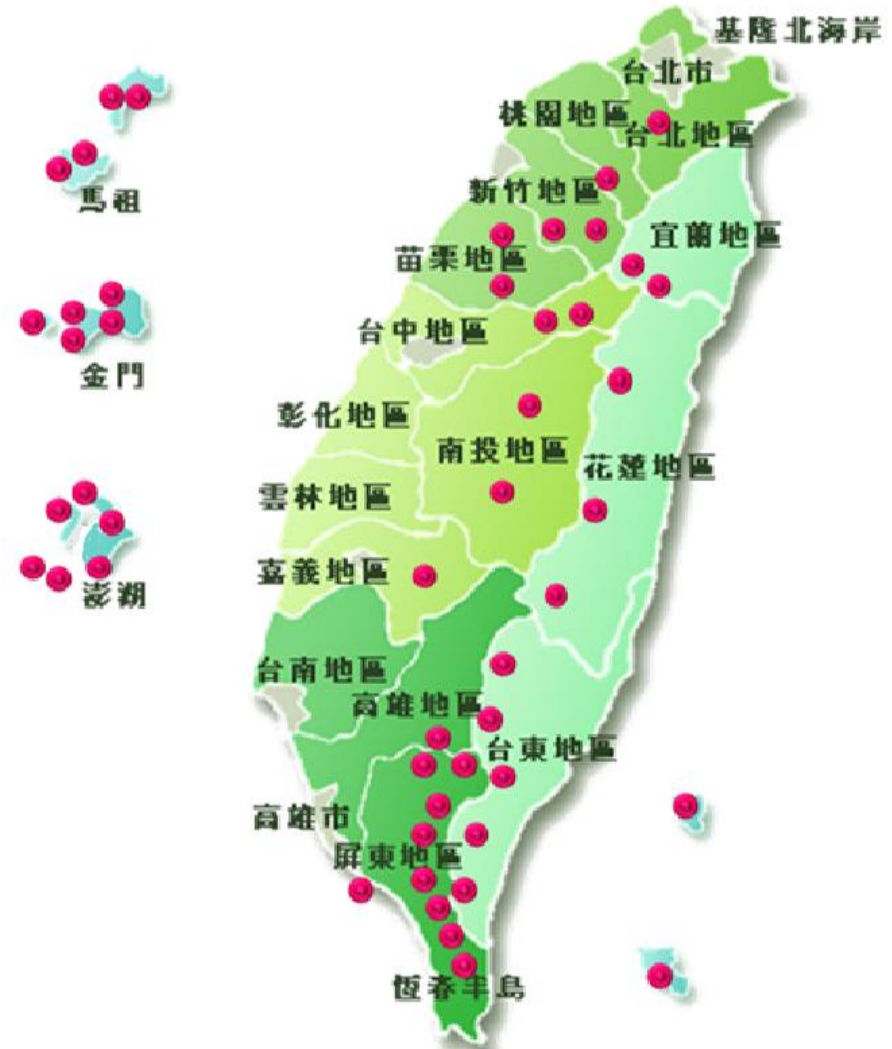 基隆北海岸
台北市
桃園地區
台北地區
馬祖
新竹地區
宜蘭地區
苗栗地區
台中地區
金門
彰化地區
南投地區
花蓮地區
雲林地區
嘉義地區
澎湖
台南地區
高雄地區
台東地區
高雄市
屏東地區
恆春半島